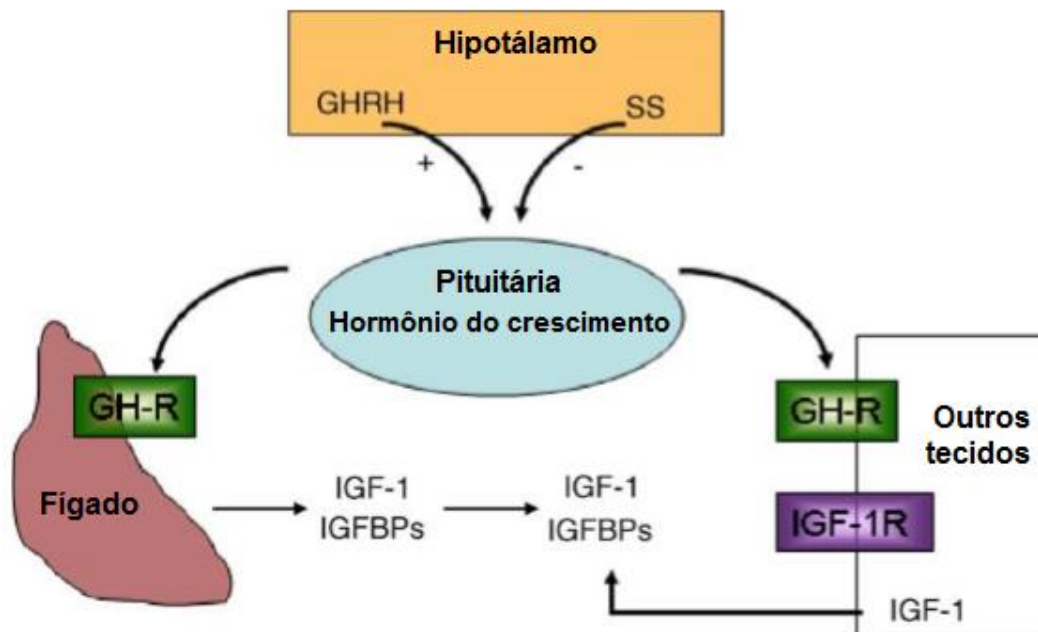 Hipotálamo
GHRH
SS
+
-
Pituitária
Hormônio do crescimento
GH-R
GH-R
Outros
tecidos
Fígado
IGF-1
IGFBPs
IGF-1
IGFBPs
IGF-1R
IGF-1